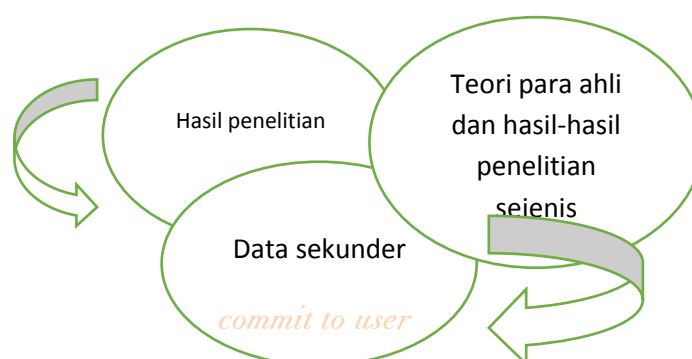 Hasil penelitian
Teori para ahli
dan hasil-hasil
penelitian
sejenis
Data sekunder
commit to user